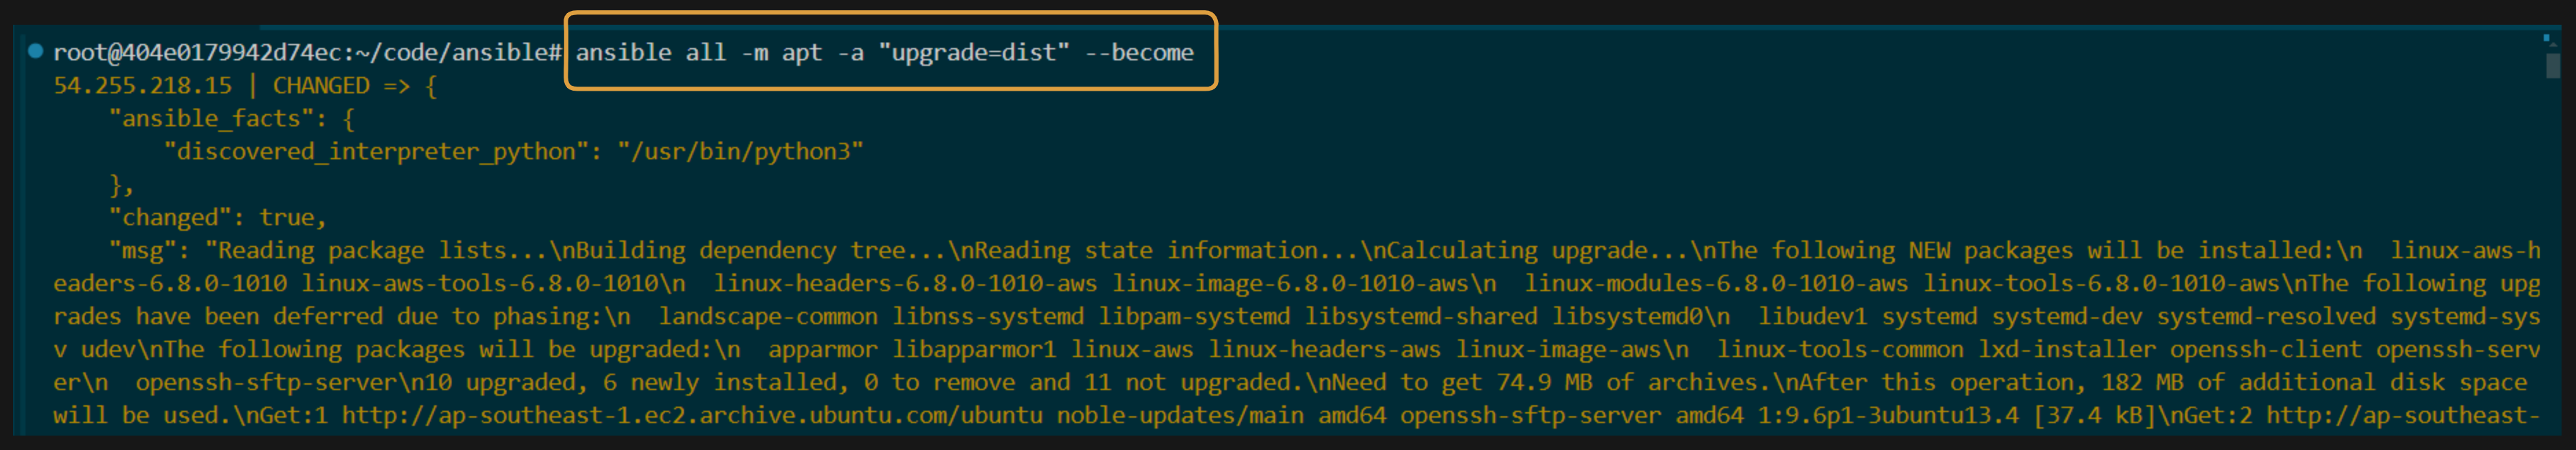 root@404e0179942d74ec:~/code/ansible# ansible all -m apt -a "upgrade=dist" --become
54.255.218.15 | CHANGED => {
    "ansible_facts": {
        "discovered_interpreter_python": "/usr/bin/python3"
    },
    "changed": true,
    "msg": "Reading package lists...\nBuilding dependency tree...\nReading state information...\nCalculating upgrade...\nThe following NEW packages will be installed:\n  linux-aws-h
eaders-6.8.0-1010 linux-aws-tools-6.8.0-1010\n  linux-headers-6.8.0-1010-aws linux-image-6.8.0-1010-aws\n  linux-modules-6.8.0-1010-aws linux-tools-6.8.0-1010-aws\nThe following upg
rades have been deferred due to phasing:\n  landscape-common libnss-systemd libpam-systemd libsystemd-shared libsystemd0\n  libudev1 systemd systemd-dev systemd-resolved systemd-sys
v udev\nThe following packages will be upgraded:\n  apparmor libapparmor1 linux-aws linux-headers-aws linux-image-aws\n  linux-tools-common lxd-installer openssh-client openssh-serv
er\n  openssh-sftp-server\n10 upgraded, 6 newly installed, 0 to remove and 11 not upgraded.\nNeed to get 74.9 MB of archives.\nAfter this operation, 182 MB of additional disk space
will be used.\nGet:1 http://ap-southeast-1.ec2.archive.ubuntu.com/ubuntu noble-updates/main amd64 openssh-sftp-server amd64 1:9.6p1-3ubuntu13.4 [37.4 kB]\nGet:2 http://ap-southeast-